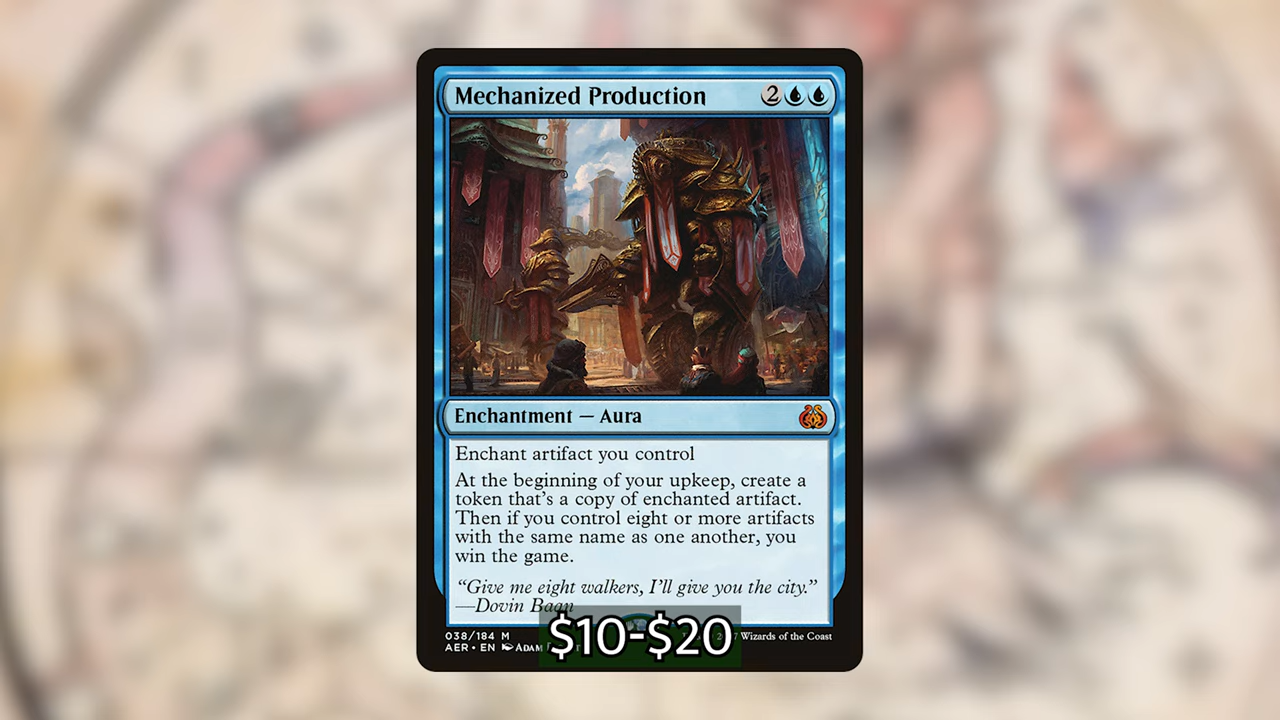 Mechanized Production 2
Enchantment — Aura
Enchant artifact you control
At the beginning of your upkeep, create a
token that's a copy of enchanted artifact.
Then if you control eight or more artifacts
with the same name as one another, you
win the game.
“Give me eight walkers, I'll give you the city.”
—Dovin Baan
$10-$20
038/184 M
Wizards of the Coast
AER • EN ADAM